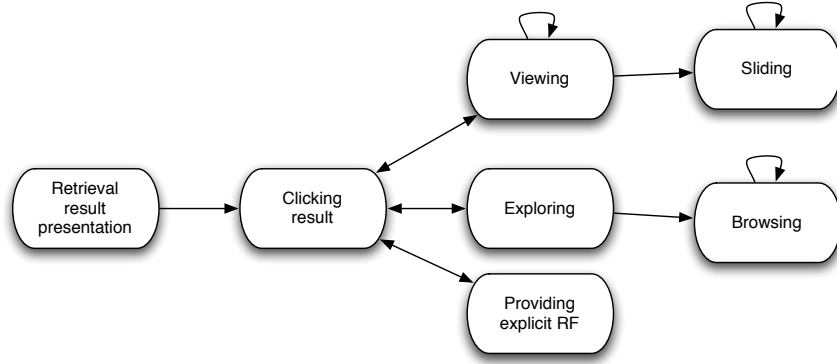 Viewing
Sliding
Retrieval
result
presentation
Clicking
result
Exploring
Browsing
Providing
explicit RF